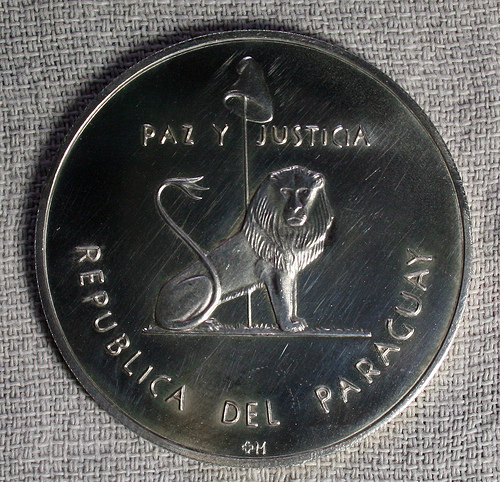 PAZ Y JUSTICIA
REPUBLICA DEL PARAGUAY
M